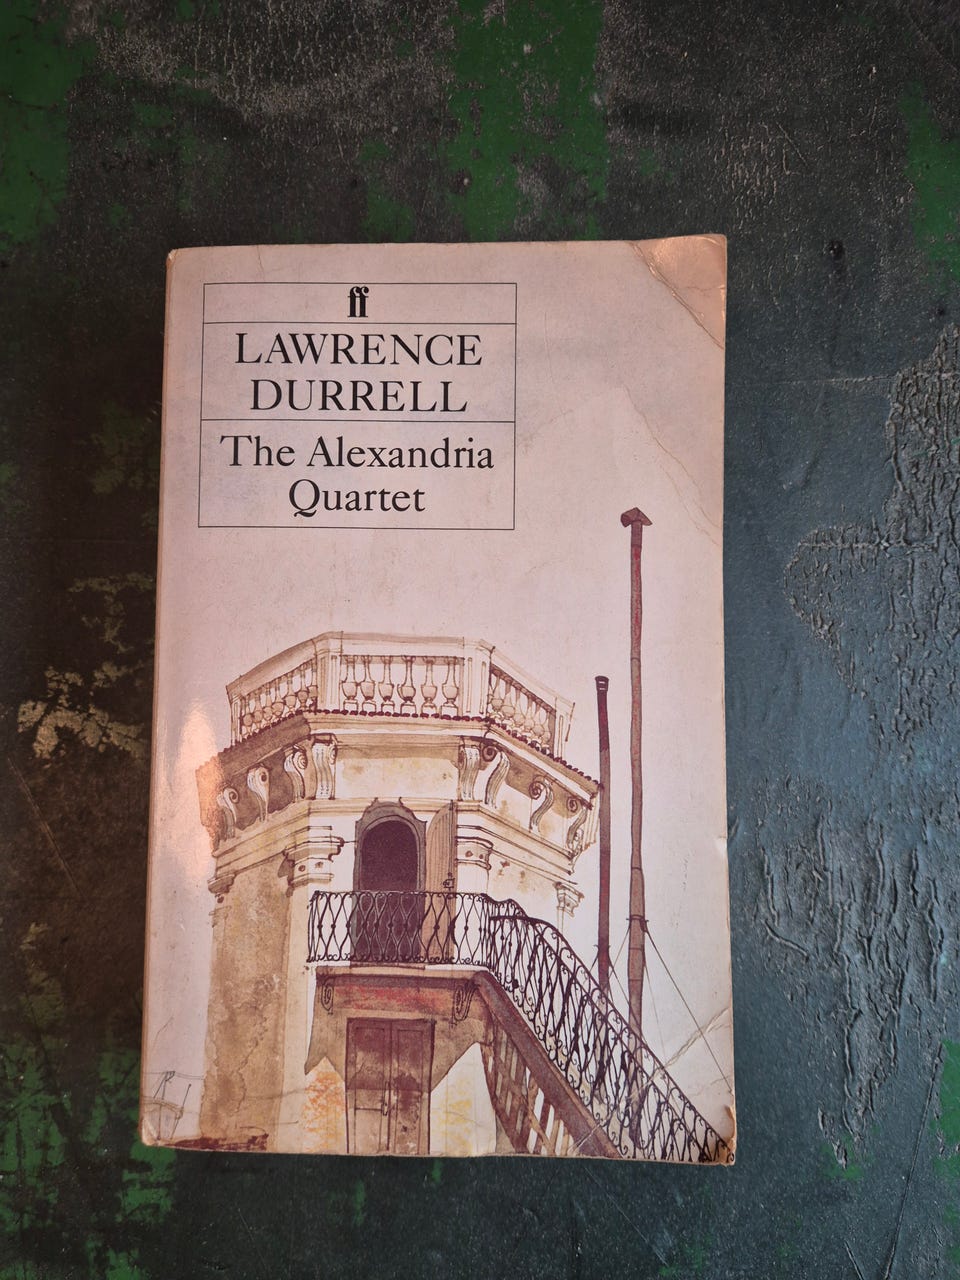 ff
LAWRENCE
DURRELL
The Alexandria
Quartet